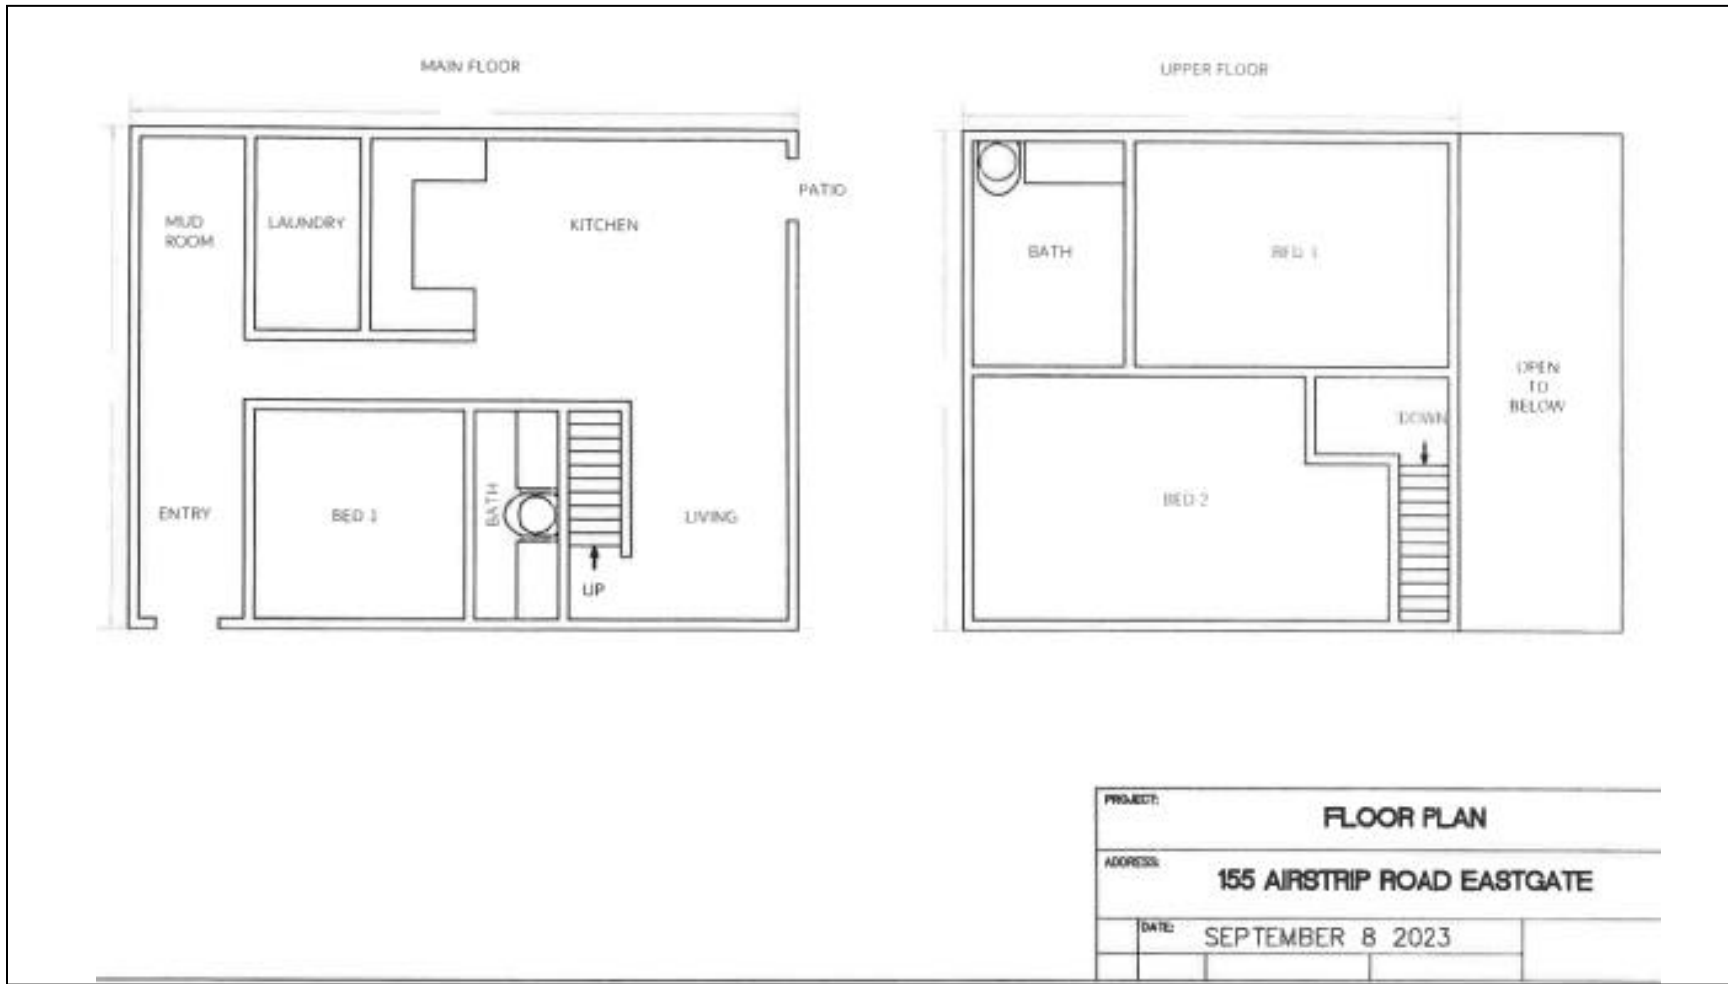 MAIN FLOOR
UPPER FLOOR
PATIO
MUD
ROOM
LAUNDRY
KITCHEN
ENTRY
BED 1
BATH
LIVING
UP
BATH
OPEN
TO
BELOW
DOWN
BED 2
PROJECT:
FLOOR PLAN
ADDRESS:
155 AIRSTRIP ROAD EASTGATE
DATE:
SEPTEMBER 8 2023